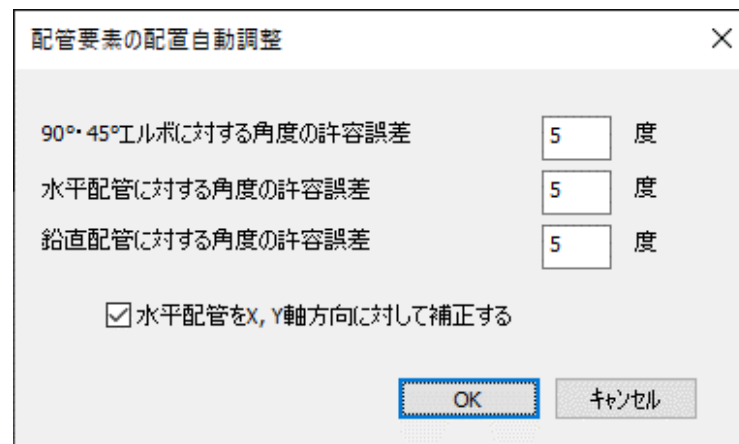 配管要素の配置自動調整
90°・45°エルボに対する角度の許容誤差 5 度
水平配管に対する角度の許容誤差 5 度
鉛直配管に対する角度の許容誤差 5 度
水平配管をX, Y軸方向に対して補正する
OK キャンセル